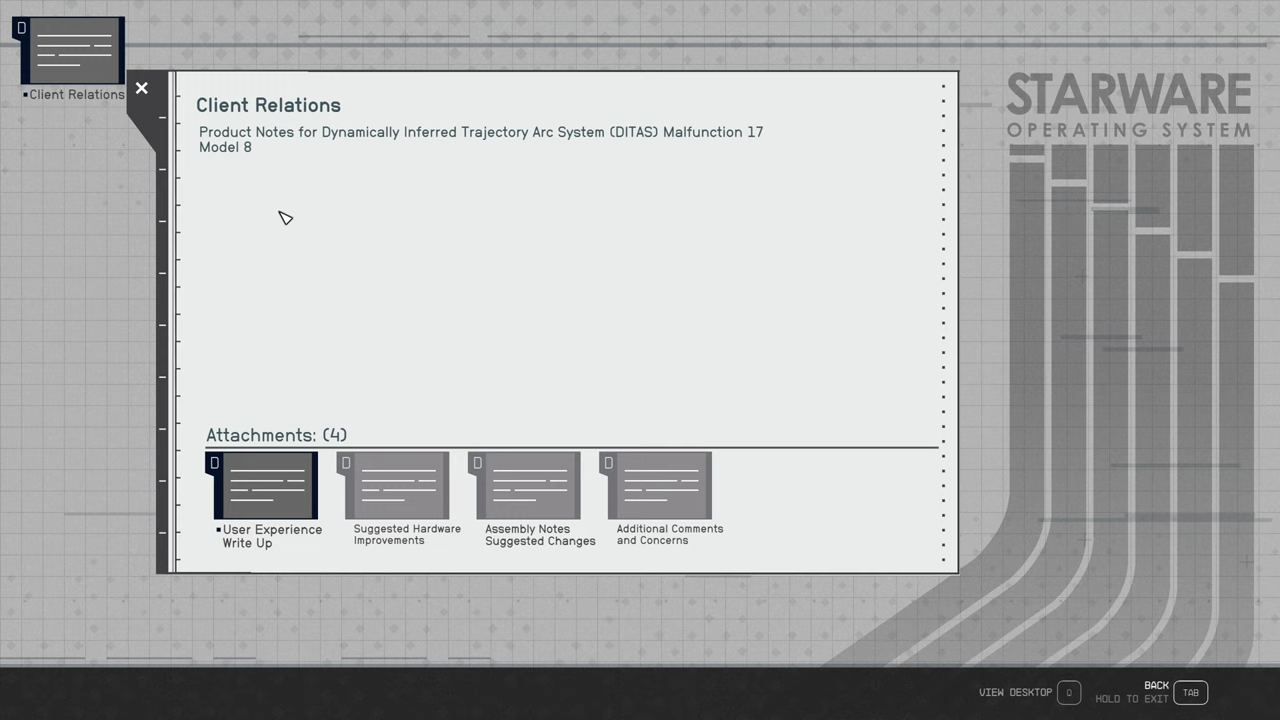 D
Client Relations
STARWARE
OPERATING SYSTEM
Client Relations
Product Notes for Dynamically Inferred Trajectory Arc System (DITAS) Malfunction 17
Model 8
Attachments: (4)
D
User Experience
Write Up
D
Suggested Hardware
Improvements
D
Assembly Notes
Suggested Changes
D
Additional Comments
and Concerns
VIEW DESKTOP
BACK
HOLD TO EXIT
TAB